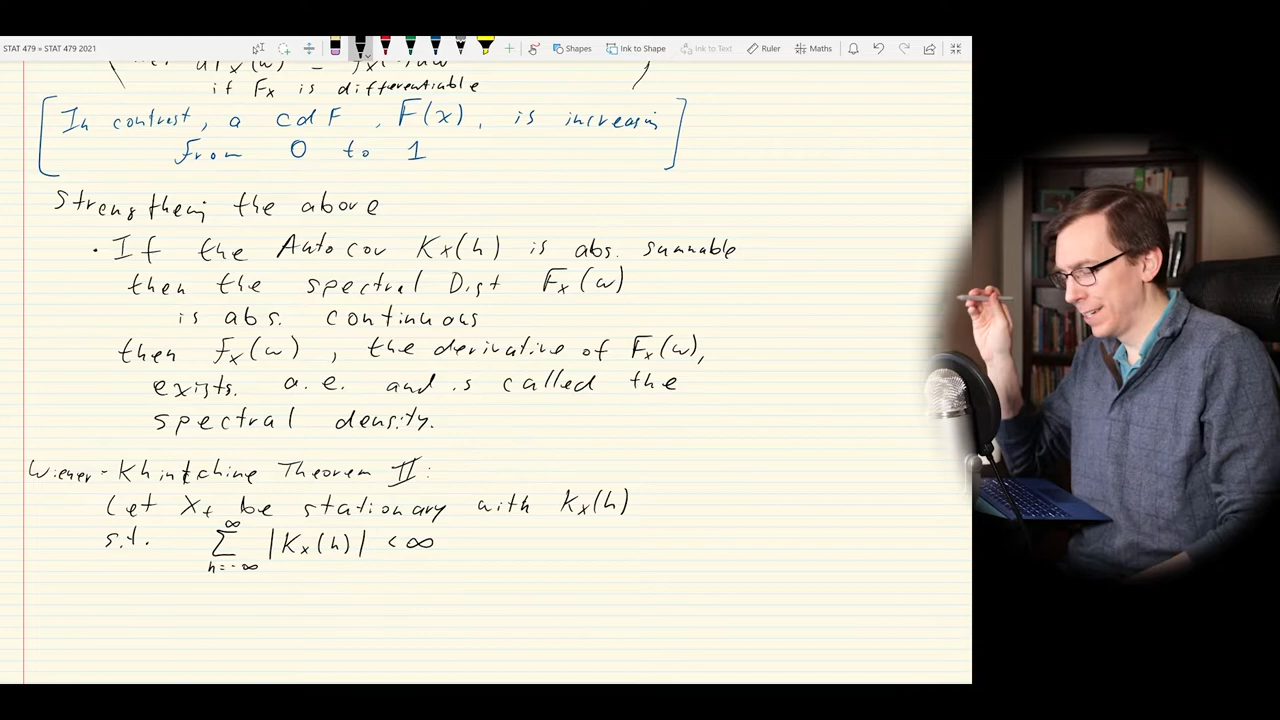 STAT 479 » STAT 479 2021
Shapes
Ink to Shape
Ink to Text
Ruler
Maths
if Fx is differentiable
In contrast, a cdf, F(x), is increasing
from 0 to 1
Strengthening the above
· If the Autocov Kx(h) is abs. summable
then the spectral Dist Fx(ω)
is abs. continuous
then fx(ω), the derivative of Fx(ω),
exists. a.e. and is called the
spectral density.
Wiener-Khintchine Theorem II:
Let Xt be stationary with Kx(h)
s.t. ∞ Σ h=-∞ |Kx(h)| < ∞